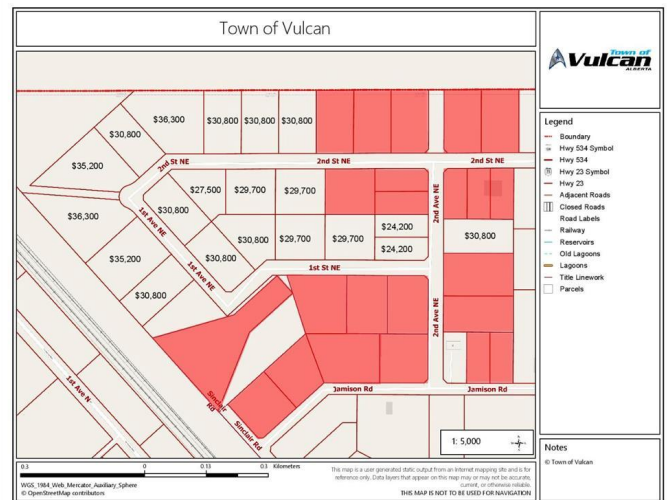 Town of Vulcan
Town of
Vulcan
ALBERTA
$36,300
$30,800
$30,800
$30,800
$30,800
$35,200
2nd St NE
2nd St NE
2nd St NE
$27,500
$29,700
$29,700
$30,800
$36,300
1st Ave NE
2nd Ave NE
$24,200
$30,800
$29,700
$29,700
$24,200
$30,800
$30,800
$35,200
1st Ave NE
1st St NE
$30,800
2nd Ave NE
1st Ave N
Sinclair Rd
Sinclair Rd
Jamison Rd
Jamison Rd
1: 5,000
Legend
Boundary
Hwy 534 Symbol
Hwy 534
Hwy 23 Symbol
Hwy 23
Adjacent Roads
Closed Roads
Road Labels
Railway
Reservoirs
Old Lagoons
Lagoons
Title Linework
Parcels
Notes
© Town of Vulcan
0.3 0 0.13 0.3 Kilometers
WGS_1984_Web_Mercator_Auxiliary_Sphere
© OpenStreetMap contributors
This map is a user generated static output from an Internet mapping site and is for
reference only. Data layers that appear on this map may or may not be accurate,
current, or otherwise reliable.
THIS MAP IS NOT TO BE USED FOR NAVIGATION